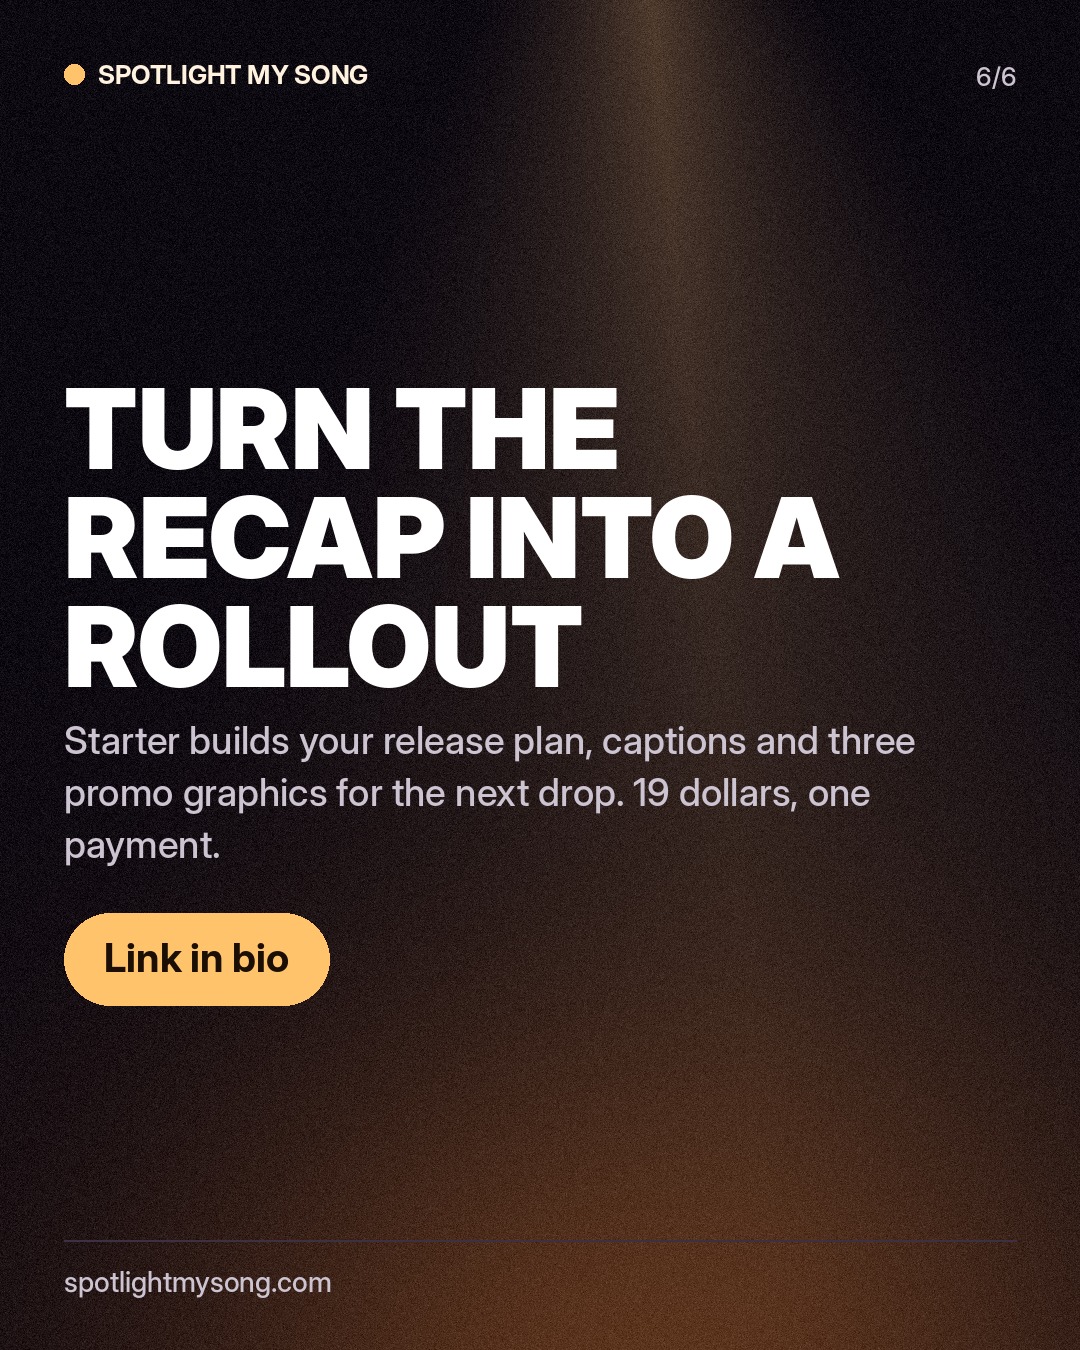 SPOTLIGHT MY SONG
6/6
TURN THE
RECAP INTO A
ROLLOUT
Starter builds your release plan, captions and three
promo graphics for the next drop. 19 dollars, one
payment.
Link in bio
spotlightmysong.com